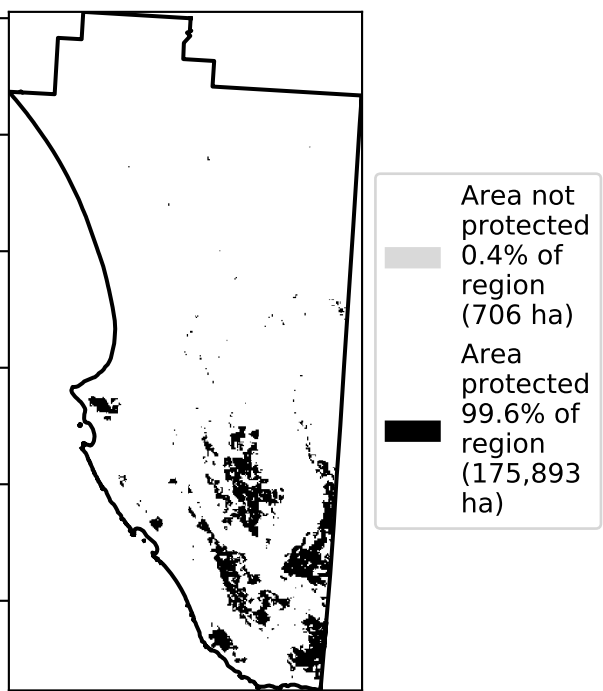 Area not
protected
0.4% of
region
(706 ha)
Area
protected
99.6% of
region
(175,893
ha)